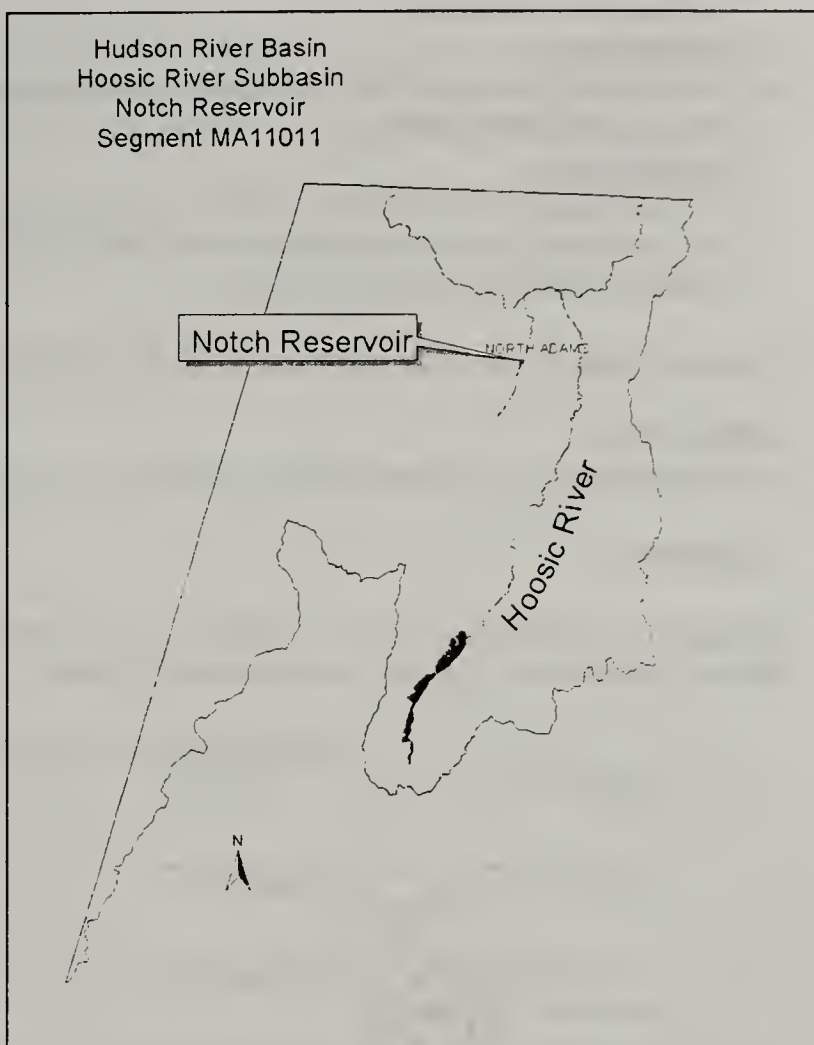 Hudson River Basin
Hoosic River Subbasin
Notch Reservoir
Segment MA11011
Notch Reservoir
NORTH ADAMS
Hoosic River
N